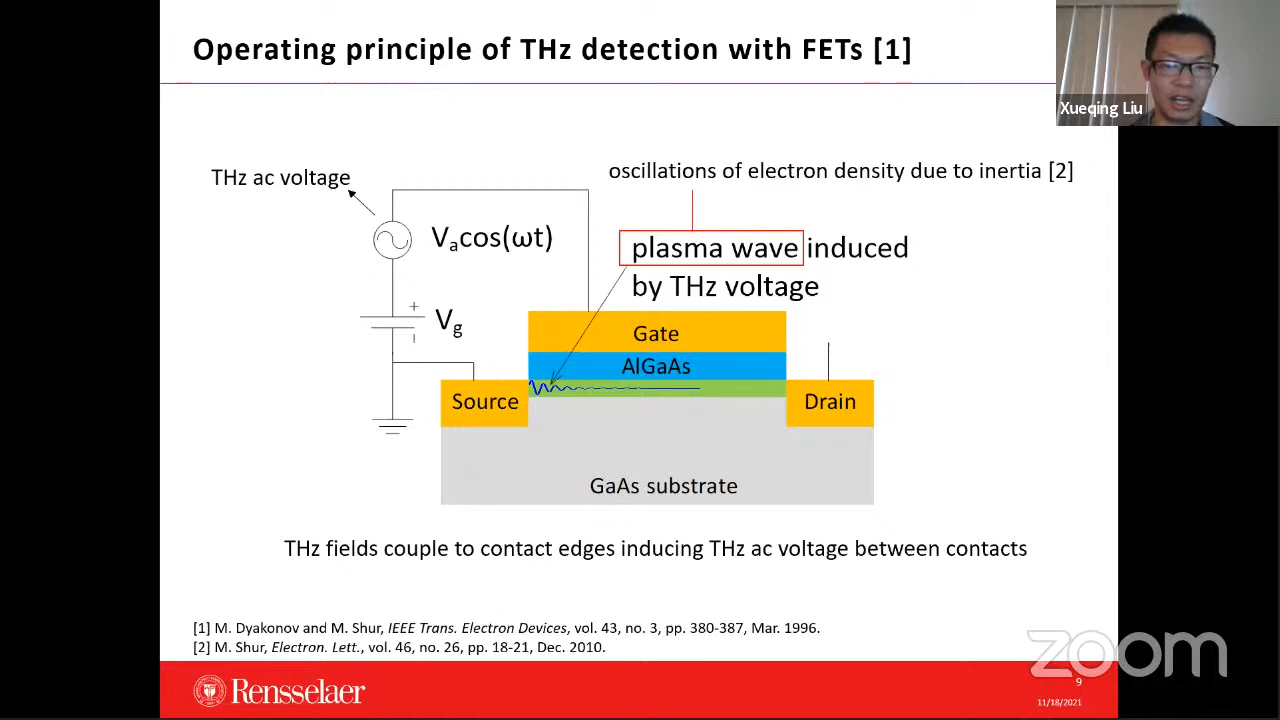 Operating principle of THz detection with FETs [1]
Xueqing Liu
THz ac voltage
oscillations of electron density due to inertia [2]
Vₐcos(ωt)
plasma wave induced
by THz voltage
+
V₉
Gate
AlGaAs
Source
Drain
GaAs substrate
THz fields couple to contact edges inducing THz ac voltage between contacts
[1] M. Dyakonov and M. Shur, IEEE Trans. Electron Devices, vol. 43, no. 3, pp. 380-387, Mar. 1996.
[2] M. Shur, Electron. Lett., vol. 46, no. 26, pp. 18-21, Dec. 2010.
zoom
Rensselaer
9
11/18/2021